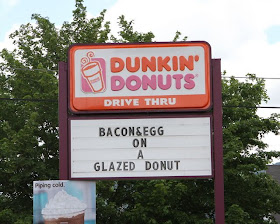 DUNKIN'
DONUTS
DRIVE THRU
BACON&EGG
ON
A
GLAZED DONUT
Piping cold.